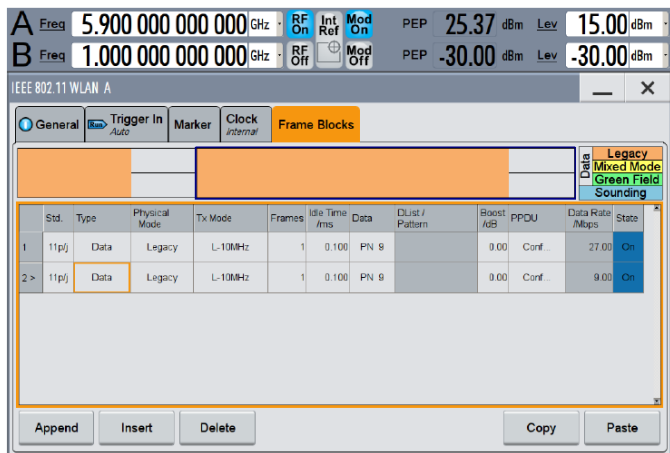 A Freq 5.900 000 000 000 GHz RF On Int Ref Mod On PEP 25.37 dBm Lev 15.00 dBm
B Freq 1.000 000 000 000 GHz RF Off Mod Off PEP -30.00 dBm Lev -30.00 dBm
IEEE 802.11 WLAN A
General Run Trigger In Auto Marker Clock Internal Frame Blocks
Data
Legacy
Mixed Mode
Green Field
Sounding
Std. Type Physical Mode Tx Mode Frames Idle Time /ms Data DList / Pattern Boost /dB PPDU Data Rate /Mbps State
1 11p/j Data Legacy L-10MHz 1 0.100 PN 9 0.00 Conf... 27.00 On
2 > 11p/j Data Legacy L-10MHz 1 0.100 PN 9 0.00 Conf... 9.00 On
Append Insert Delete Copy Paste